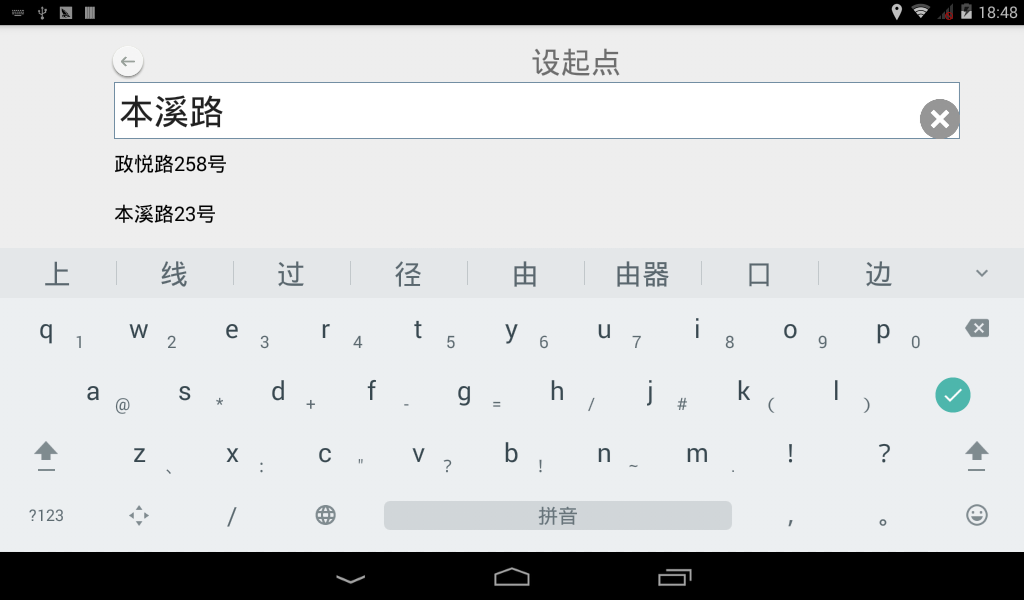 18:48
设起点
本溪路
政悦路258号
本溪路23号
上 线 过 径 由 由器 口 边
q 1 w 2 e 3 r 4 t 5 y 6 u 7 i 8 o 9 p 0
a @ s * d + f - g = h / j # k ( l )
z 、 x : c " v ? b ! n ~ m . ! ?
?123 / 拼音 , 。